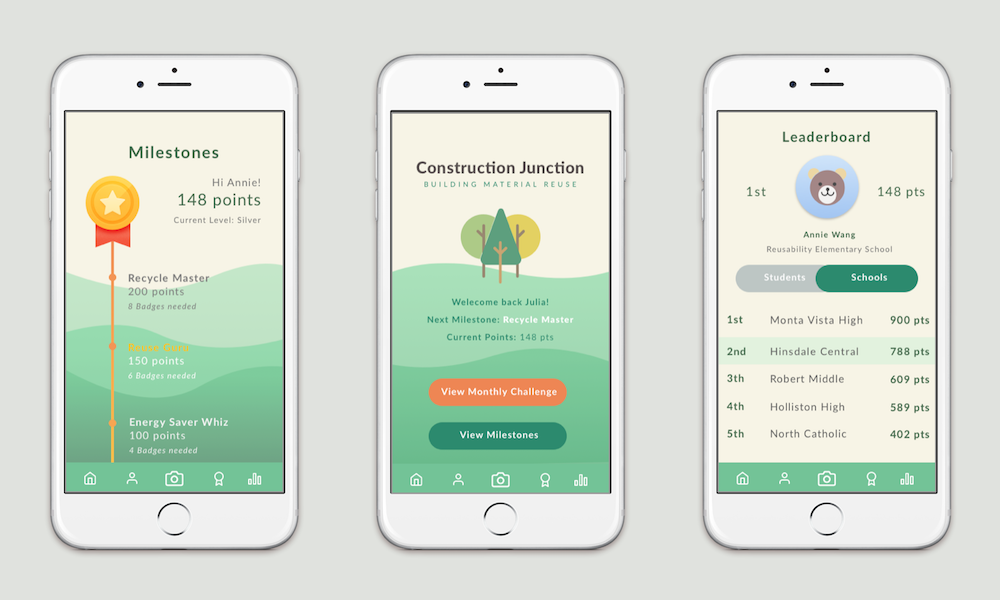 Milestones
Hi Annie!
148 points
Current Level: Silver
Recycle Master
200 points
8 Badges needed
Reuse Guru
150 points
6 Badges needed
Energy Saver Whiz
100 points
4 Badges needed
Construction Junction
BUILDING MATERIAL REUSE
Welecome back Julia!
Next Milestone: Recycle Master
Current Points: 148 pts
View Monthly Challenge
View Milestones
Leaderboard
1st 148 pts
Annie Wang
Reusability Elementary School
Students Schools
1st Monta Vista High 900 pts
2nd Hinsdale Central 788 pts
3th Robert Middle 609 pts
4th Holliston High 589 pts
5th North Catholic 402 pts